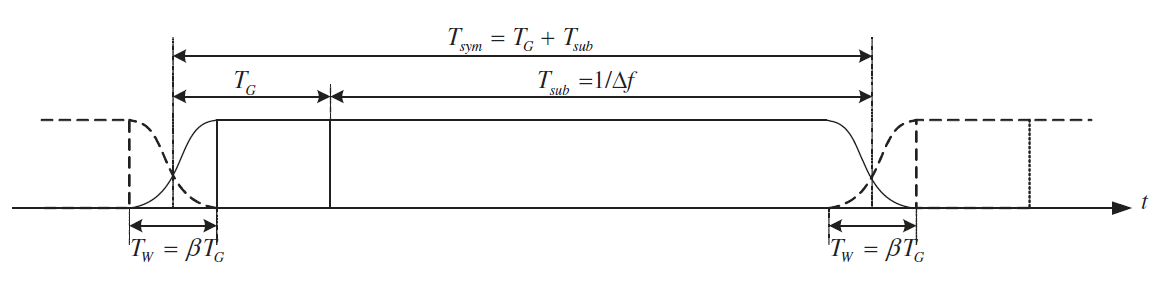 T_sym = T_G + T_sub
T_G
T_sub =1/Δf
t
T_W = βT_G
T_W = βT_G